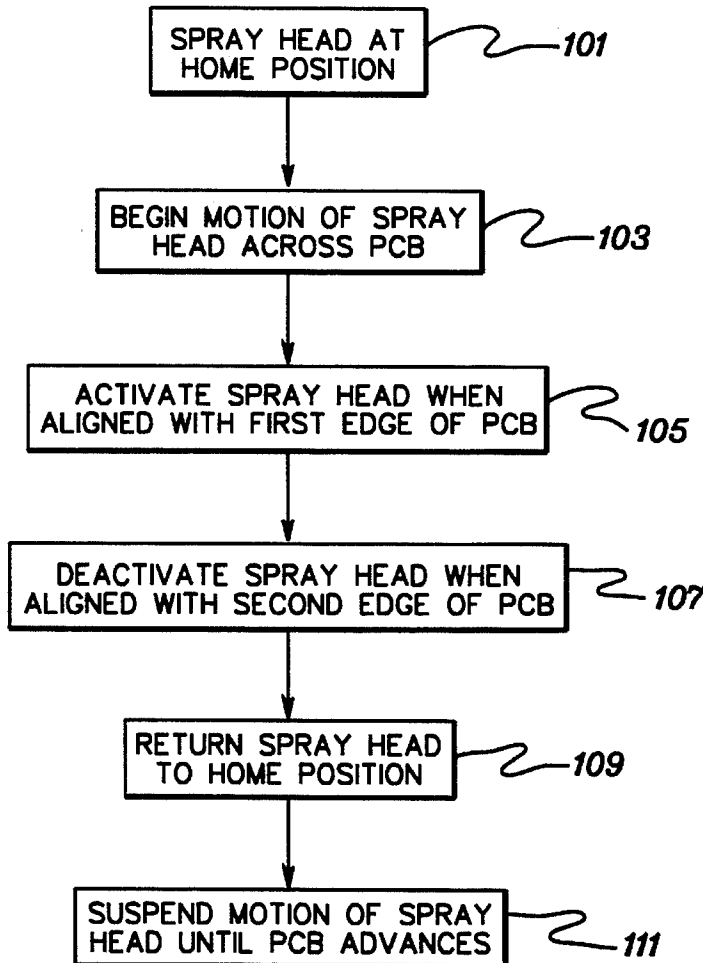 SPRAY HEAD AT
HOME POSITION
101
BEGIN MOTION OF SPRAY
HEAD ACROSS PCB
103
ACTIVATE SPRAY HEAD WHEN
ALIGNED WITH FIRST EDGE OF PCB
105
DEACTIVATE SPRAY HEAD WHEN
ALIGNED WITH SECOND EDGE OF PCB
107
RETURN SPRAY HEAD
TO HOME POSITION
109
SUSPEND MOTION OF SPRAY
HEAD UNTIL PCB ADVANCES
111